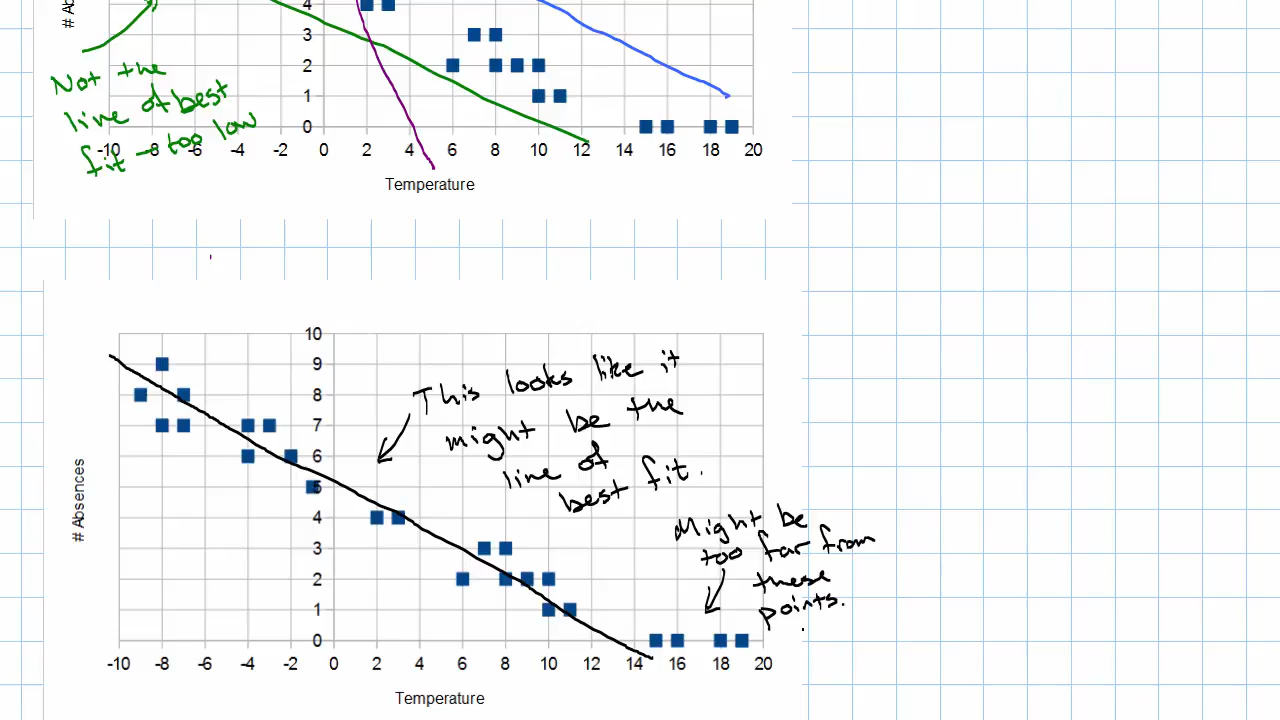 # Ab
4
3
2
1
0
-10 -8 -6 -4 -2 0 2 4 6 8 10 12 14 16 18 20
Temperature
Not the
line of best
fit - too low
10
9
8
7
6
5
4
3
2
1
0
# Absences
-10 -8 -6 -4 -2 0 2 4 6 8 10 12 14 16 18 20
Temperature
This looks like it
might be the
line of
best fit.
Might be
too far from
these
points.